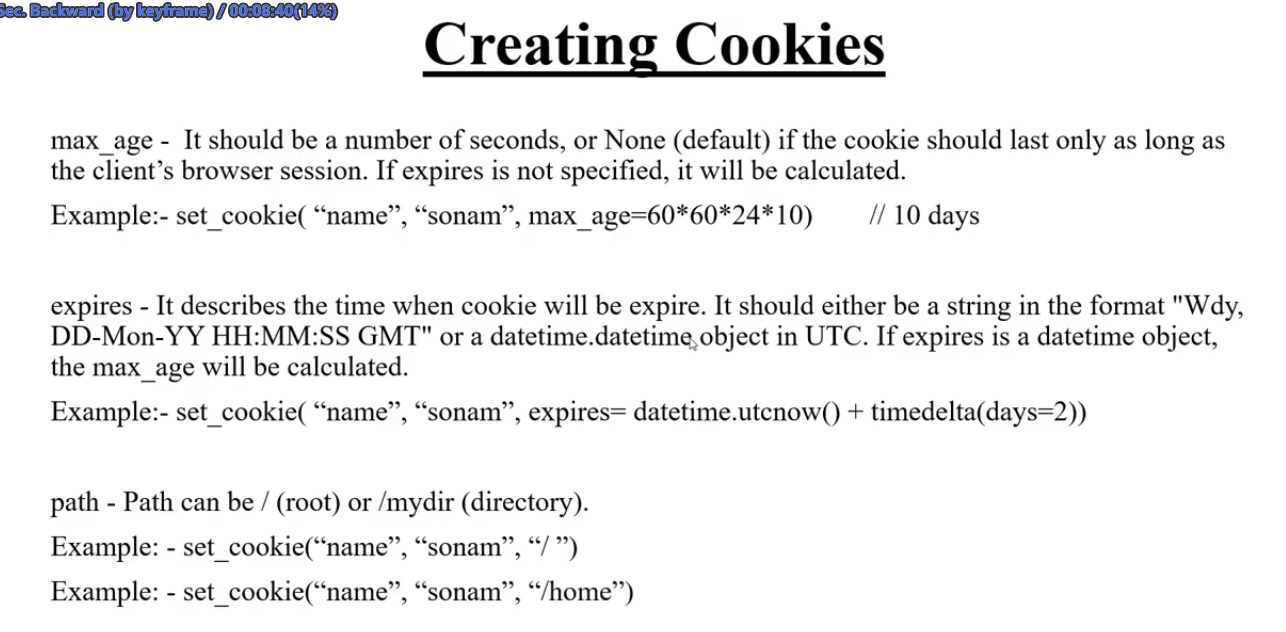 Sec. Backward (by keyframe) / 00:08:40(14%)
Creating Cookies
max_age -  It should be a number of seconds, or None (default) if the cookie should last only as long as
the client’s browser session. If expires is not specified, it will be calculated.
Example:- set_cookie( “name”, “sonam”, max_age=60*60*24*10)        // 10 days
expires - It describes the time when cookie will be expire. It should either be a string in the format "Wdy,
DD-Mon-YY HH:MM:SS GMT" or a datetime.datetime object in UTC. If expires is a datetime object,
the max_age will be calculated.
Example:- set_cookie( “name”, “sonam”, expires= datetime.utcnow() + timedelta(days=2))
path - Path can be / (root) or /mydir (directory).
Example: - set_cookie(“name”, “sonam”, “/ ”)
Example: - set_cookie(“name”, “sonam”, “/home”)